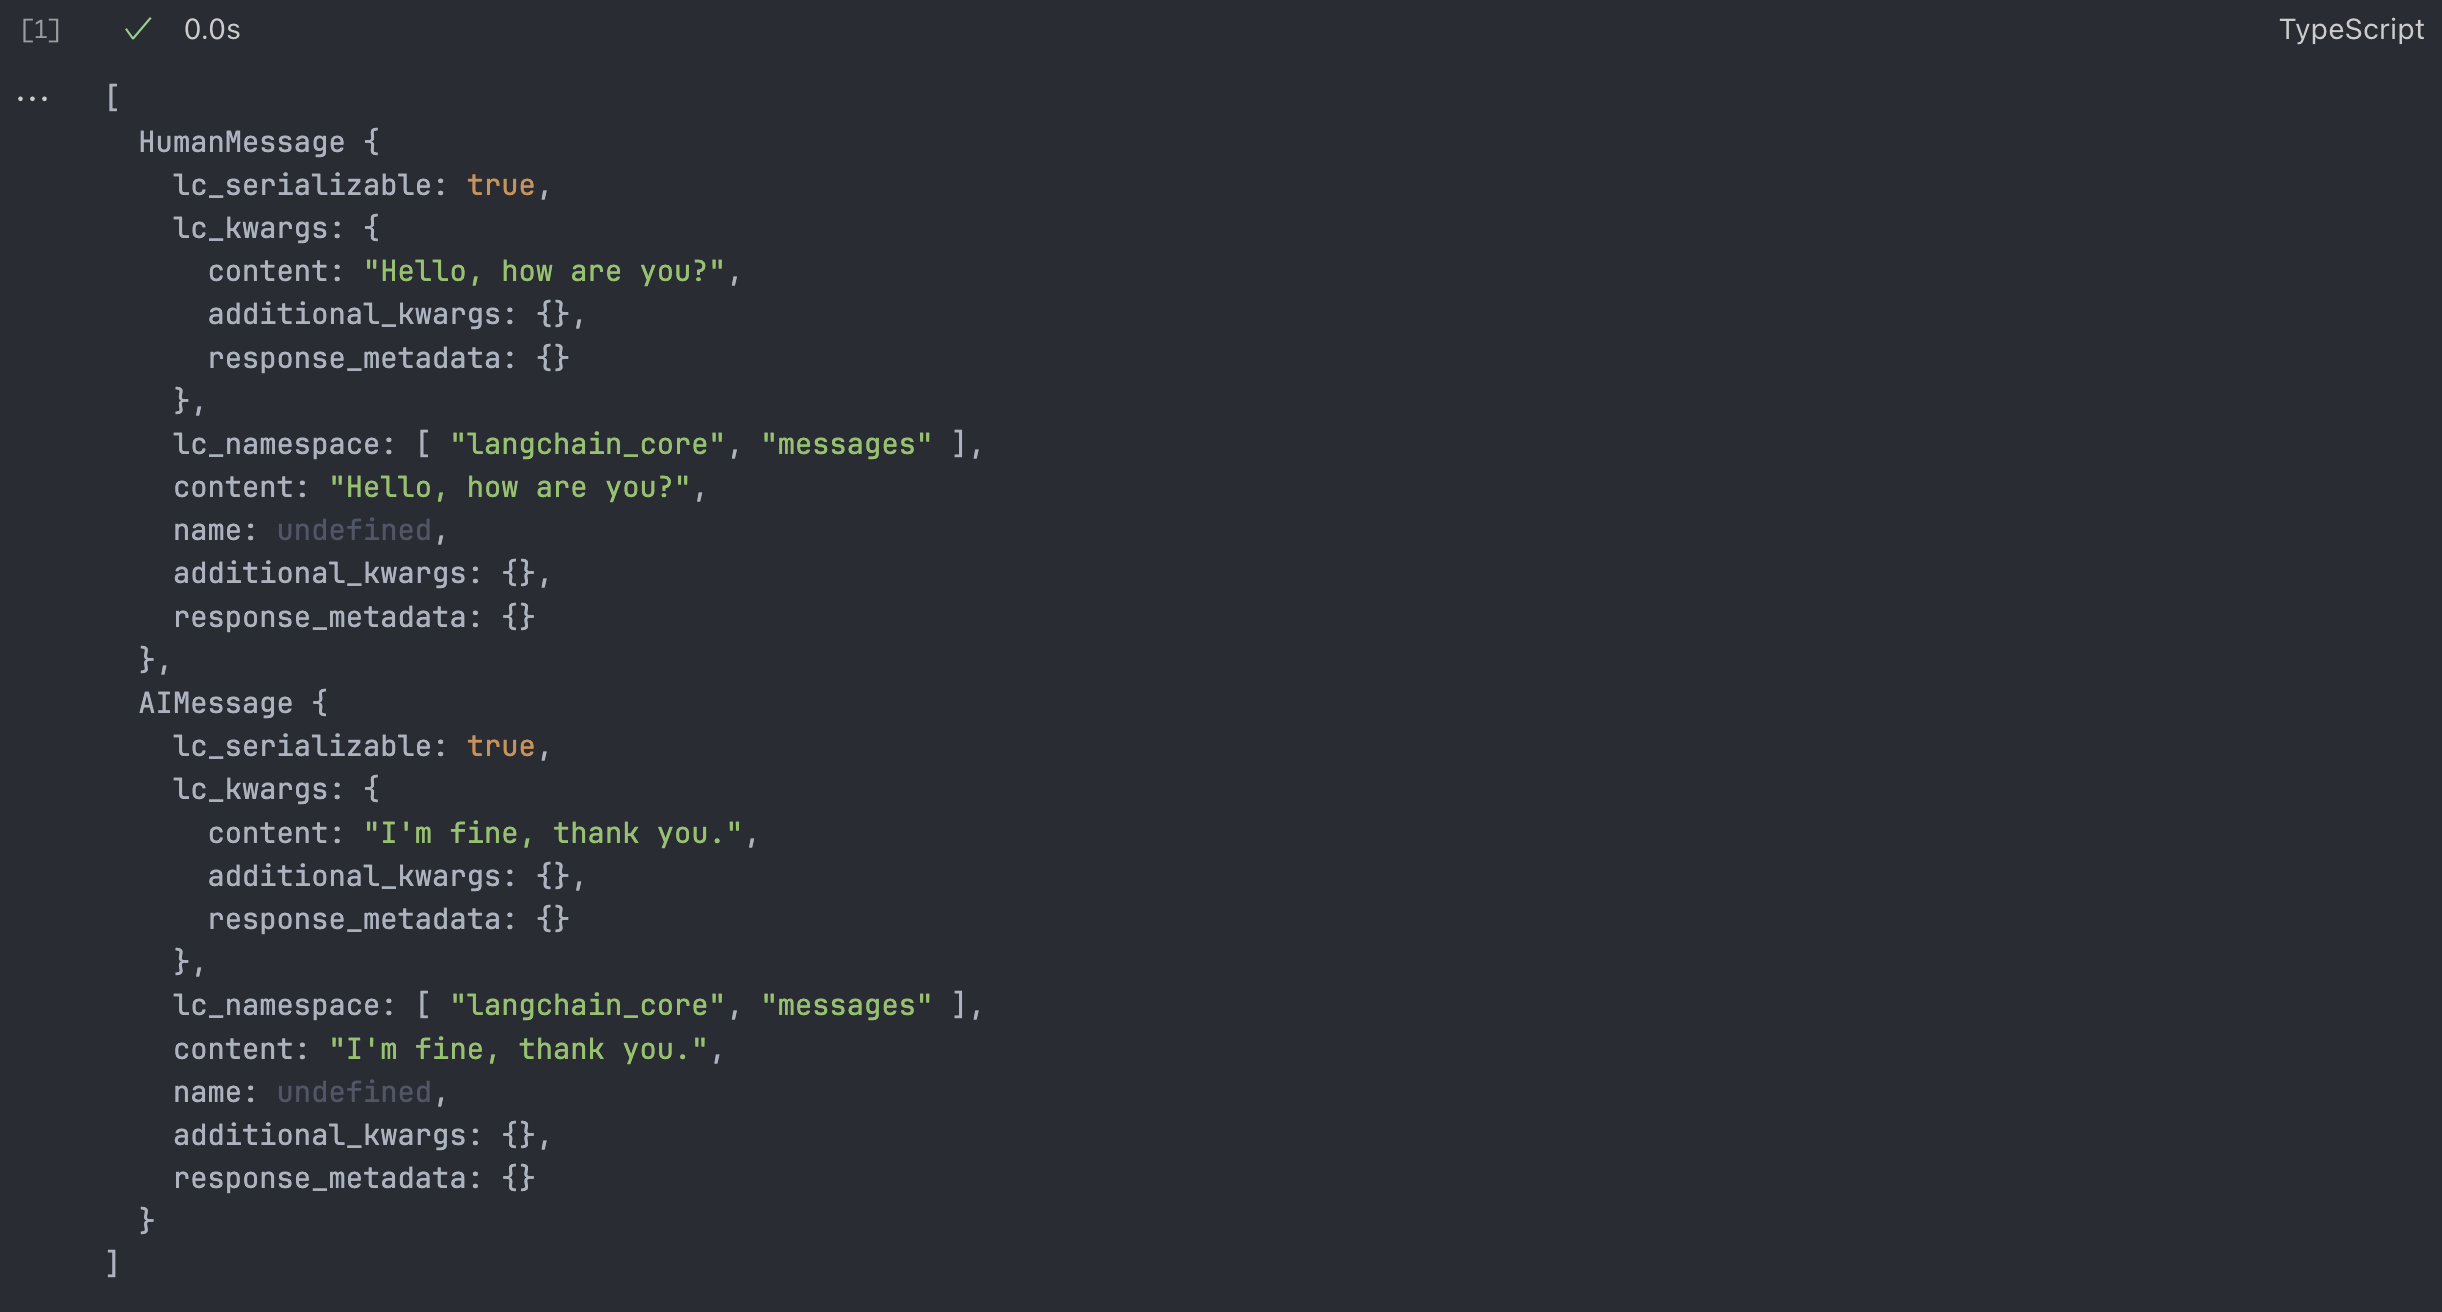 [1] ✓ 0.0s TypeScript
... [
  HumanMessage {
    lc_serializable: true,
    lc_kwargs: {
      content: "Hello, how are you?",
      additional_kwargs: {},
      response_metadata: {}
    },
    lc_namespace: [ "langchain_core", "messages" ],
    content: "Hello, how are you?",
    name: undefined,
    additional_kwargs: {},
    response_metadata: {}
  },
  AIMessage {
    lc_serializable: true,
    lc_kwargs: {
      content: "I'm fine, thank you.",
      additional_kwargs: {},
      response_metadata: {}
    },
    lc_namespace: [ "langchain_core", "messages" ],
    content: "I'm fine, thank you.",
    name: undefined,
    additional_kwargs: {},
    response_metadata: {}
  }
]